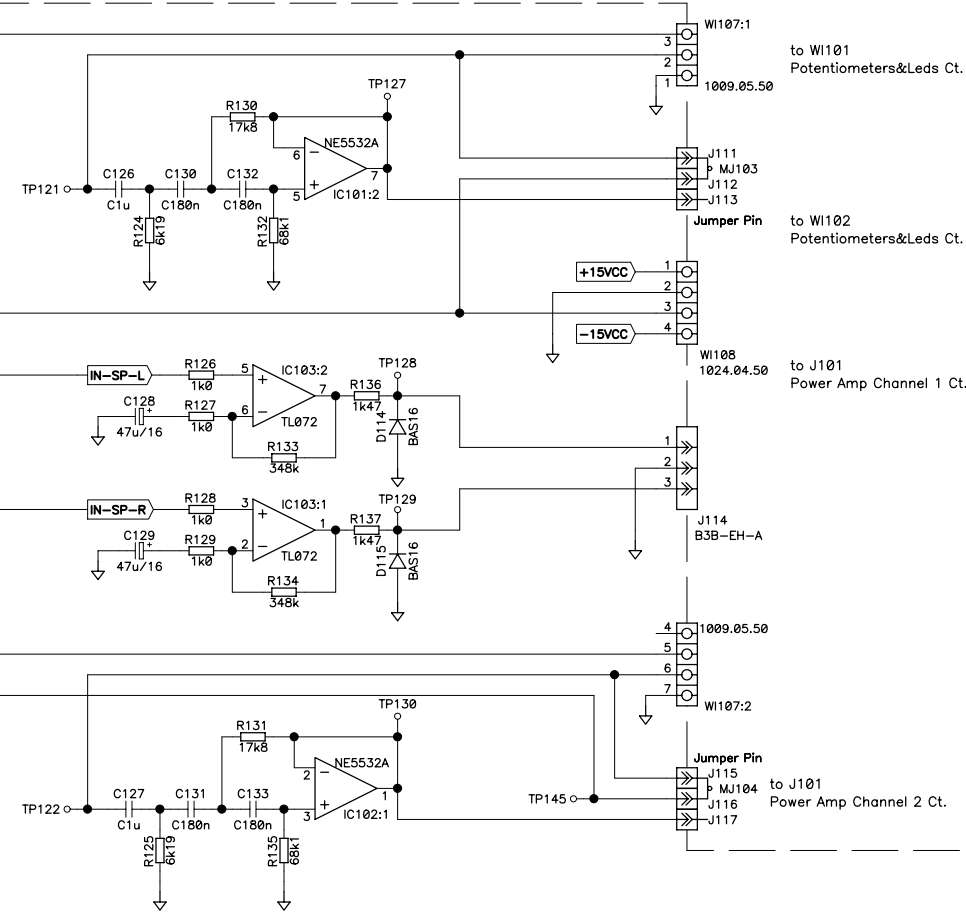 WI107:1
3
2
1
1009.05.50
to WI101
Potentiometers&Leds Ct.
TP127
R130
17k8
NE5532A
6
7
5
IC101:2
TP121
C126
C1u
C130
C180n
C132
C180n
R124
6k19
R132
68k1
J111
MJ103
J112
J113
Jumper Pin
to WI102
Potentiometers&Leds Ct.
+15VCC
1
2
3
-15VCC
4
WI108
1024.04.50
to J101
Power Amp Channel 1 Ct.
IN-SP-L
R126
1k0
5
IC103:2
7
6
TL072
C128
+
47u/16
R127
1k0
R133
348k
R136
1k47
TP128
D114
BAS16
1
2
3
J114
B3B-EH-A
IN-SP-R
R128
1k0
3
IC103:1
1
2
TL072
C129
+
47u/16
R129
1k0
R134
348k
R137
1k47
TP129
D115
BAS16
4
1009.05.50
5
6
7
WI107:2
TP130
R131
17k8
NE5532A
2
1
3
IC102:1
TP122
C127
C1u
C131
C180n
C133
C180n
R125
6k19
R135
68k1
TP145
Jumper Pin
J115
MJ104
J116
J117
to J101
Power Amp Channel 2 Ct.